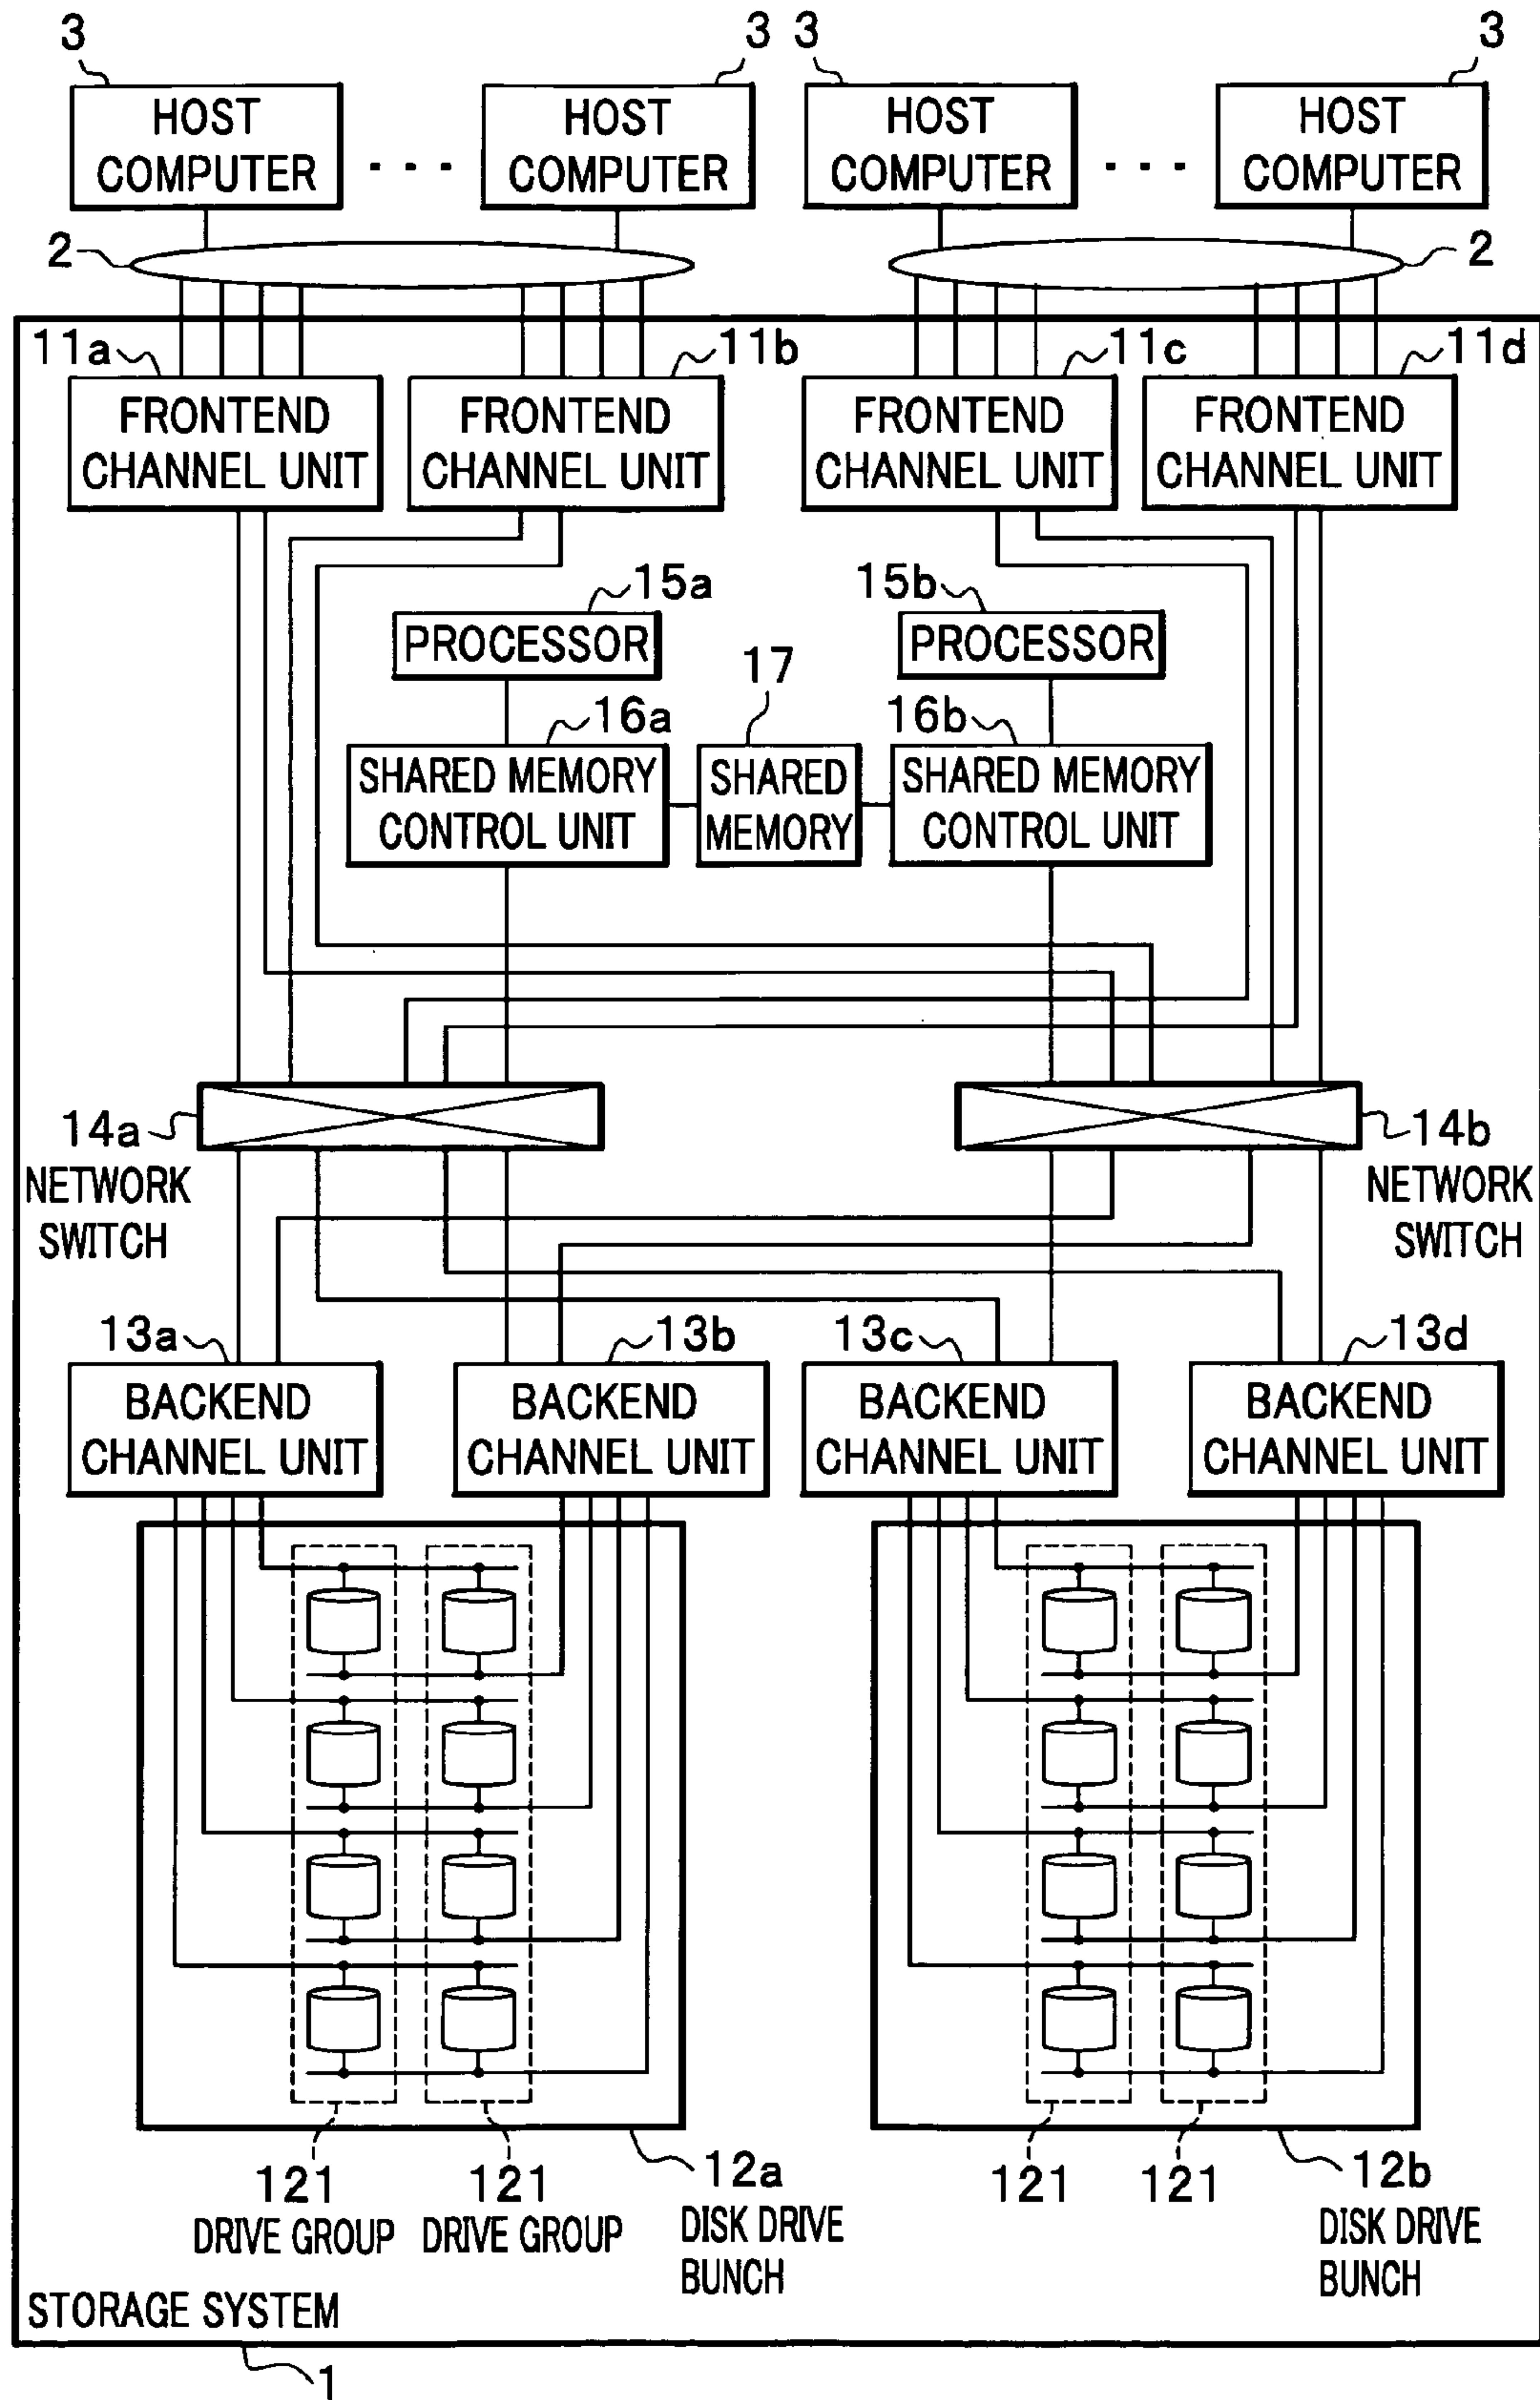 3
3
3
3
HOST
COMPUTER
HOST
COMPUTER
HOST
COMPUTER
HOST
COMPUTER
. . .
. . .
2
2
11a
11b
11c
11d
FRONTEND
CHANNEL UNIT
FRONTEND
CHANNEL UNIT
FRONTEND
CHANNEL UNIT
FRONTEND
CHANNEL UNIT
15a
15b
PROCESSOR
PROCESSOR
17
16a
16b
SHARED MEMORY
CONTROL UNIT
SHARED
MEMORY
SHARED MEMORY
CONTROL UNIT
14a
NETWORK
SWITCH
14b
NETWORK
SWITCH
13a
13b
13c
13d
BACKEND
CHANNEL UNIT
BACKEND
CHANNEL UNIT
BACKEND
CHANNEL UNIT
BACKEND
CHANNEL UNIT
121
DRIVE GROUP
121
DRIVE GROUP
12a
DISK DRIVE
BUNCH
121
121
12b
DISK DRIVE
BUNCH
STORAGE SYSTEM
1